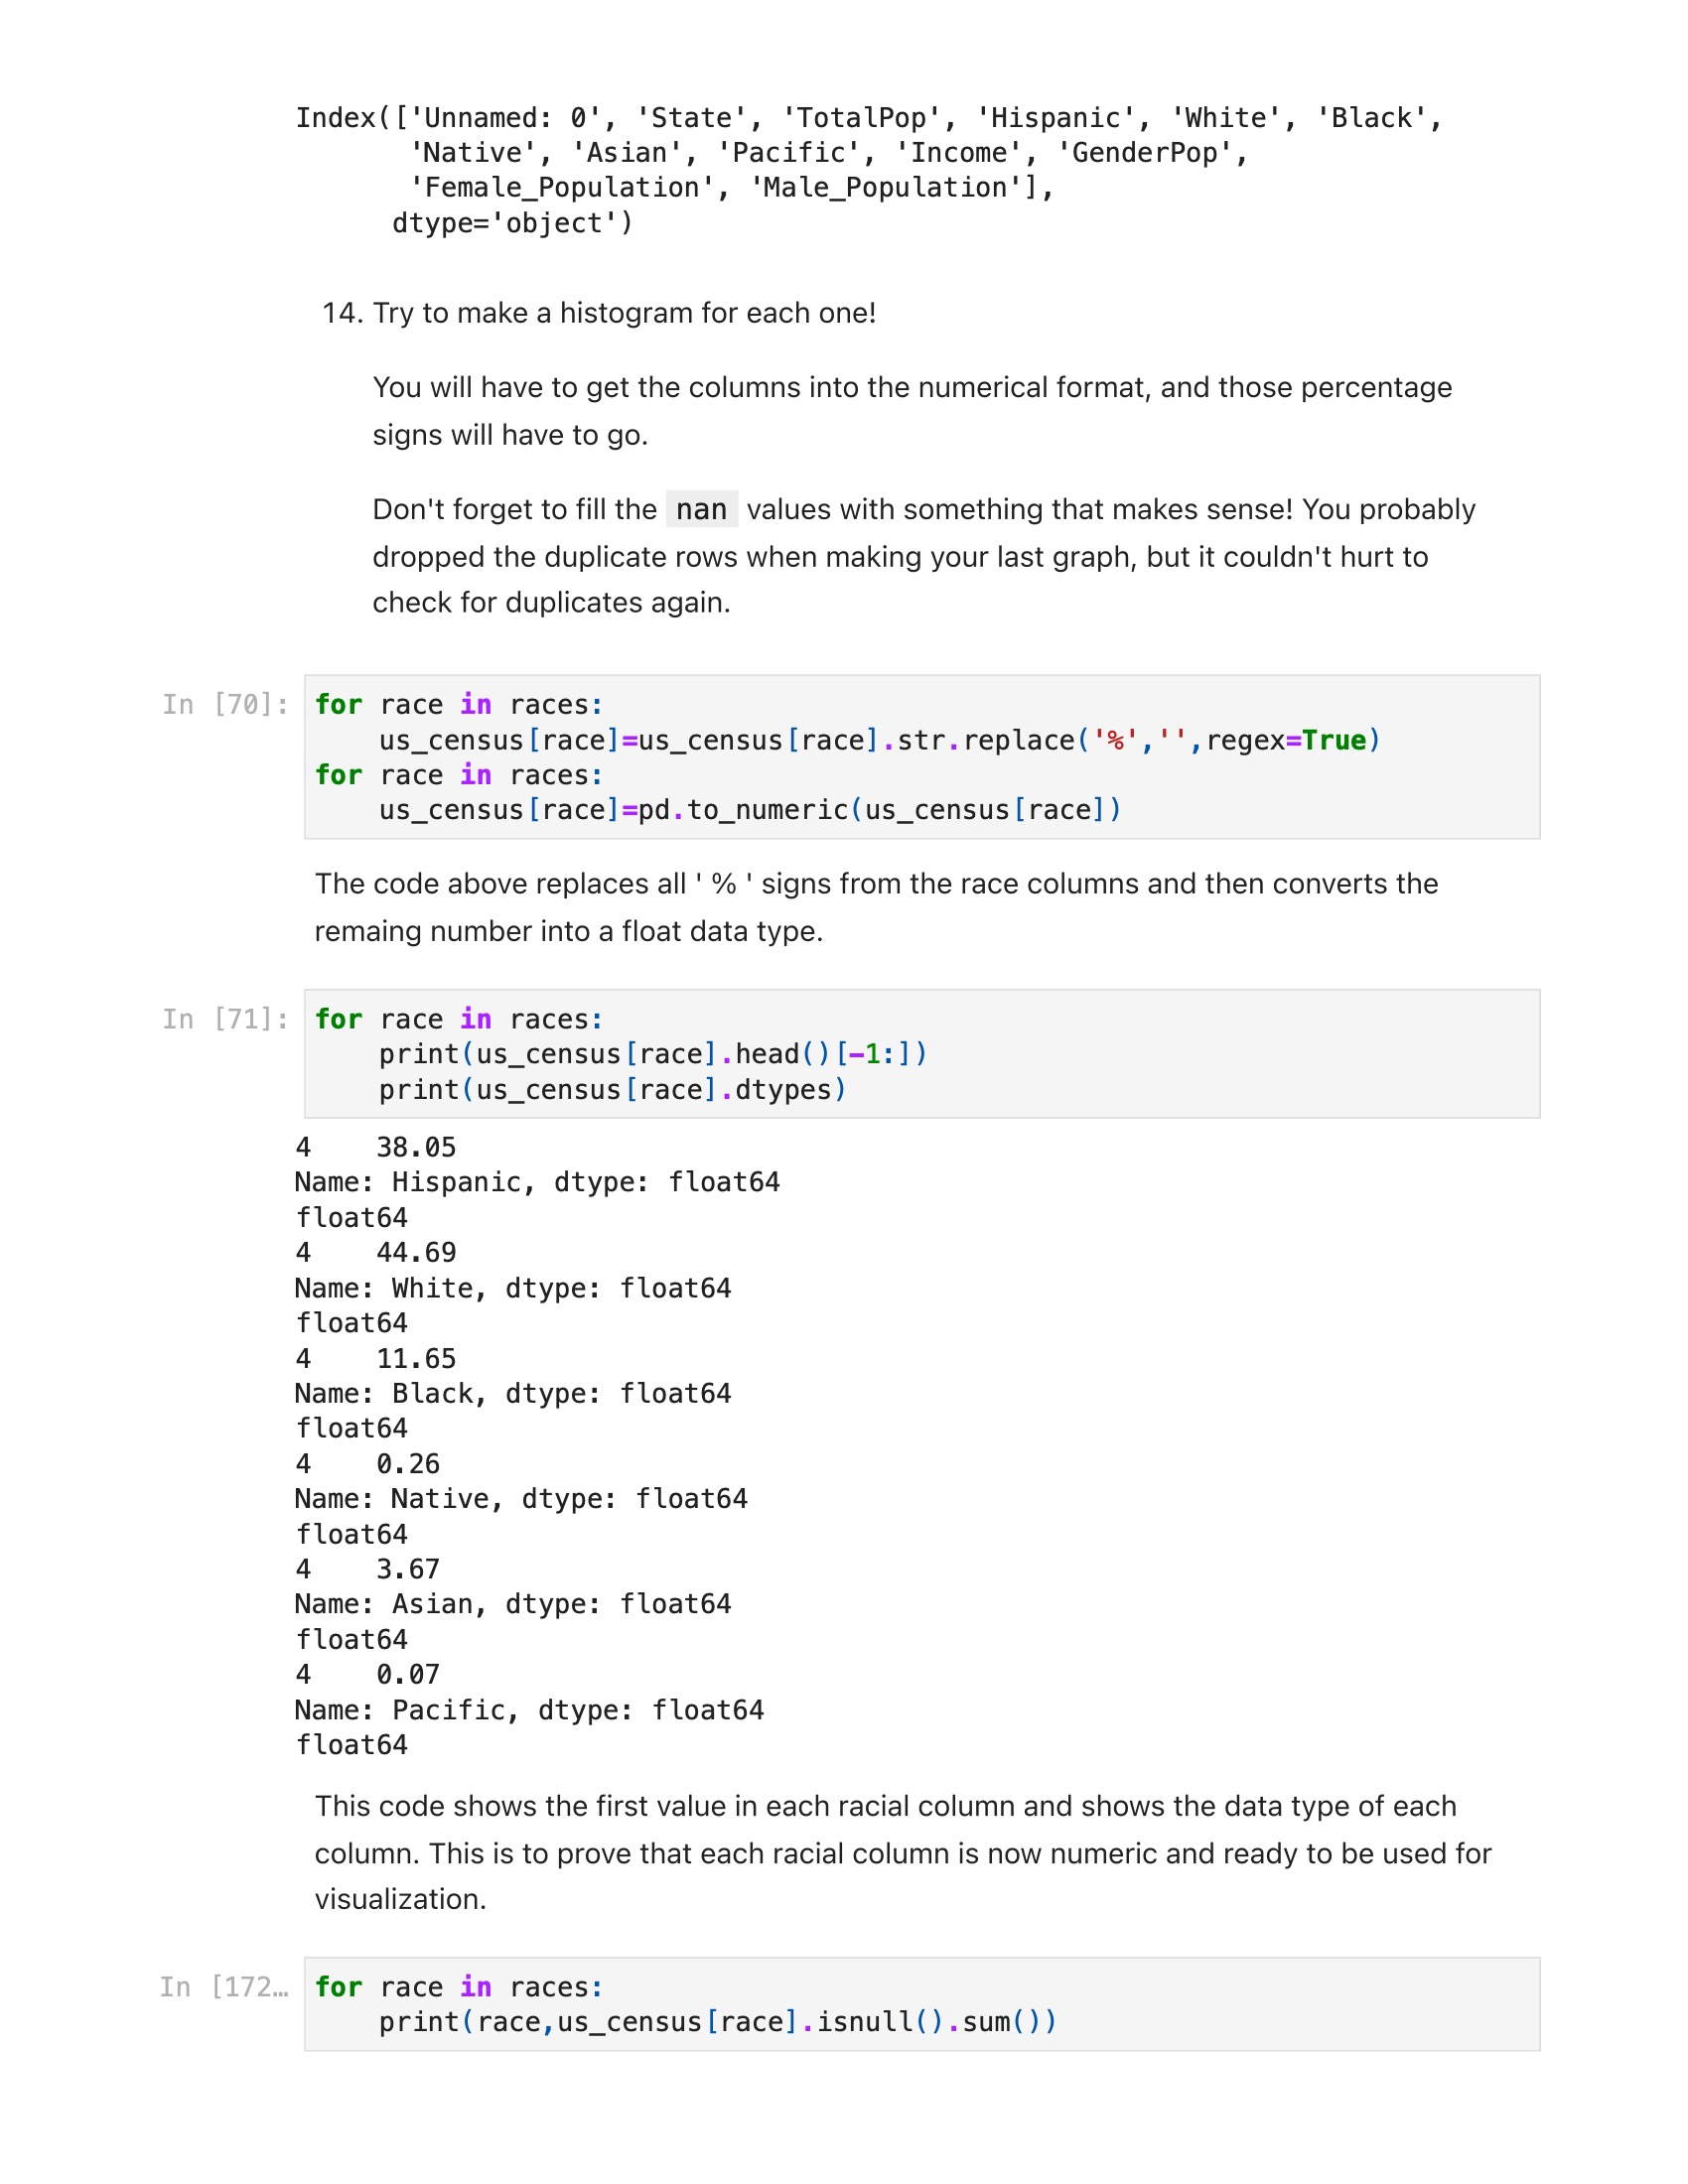 Index(['Unnamed: 0', 'State', 'TotalPop', 'Hispanic', 'White', 'Black',
       'Native', 'Asian', 'Pacific', 'Income', 'GenderPop',
       'Female_Population', 'Male_Population'],
      dtype='object')
14. Try to make a histogram for each one!
You will have to get the columns into the numerical format, and those percentage
signs will have to go.
Don't forget to fill the nan values with something that makes sense! You probably
dropped the duplicate rows when making your last graph, but it couldn't hurt to
check for duplicates again.
In [70]: for race in races:
    us_census[race]=us_census[race].str.replace('%','',regex=True)
for race in races:
    us_census[race]=pd.to_numeric(us_census[race])
The code above replaces all ' % ' signs from the race columns and then converts the
remaing number into a float data type.
In [71]: for race in races:
    print(us_census[race].head()[-1:])
    print(us_census[race].dtypes)
4    38.05
Name: Hispanic, dtype: float64
float64
4    44.69
Name: White, dtype: float64
float64
4    11.65
Name: Black, dtype: float64
float64
4    0.26
Name: Native, dtype: float64
float64
4    3.67
Name: Asian, dtype: float64
float64
4    0.07
Name: Pacific, dtype: float64
float64
This code shows the first value in each racial column and shows the data type of each
column. This is to prove that each racial column is now numeric and ready to be used for
visualization.
In [172… for race in races:
    print(race,us_census[race].isnull().sum())